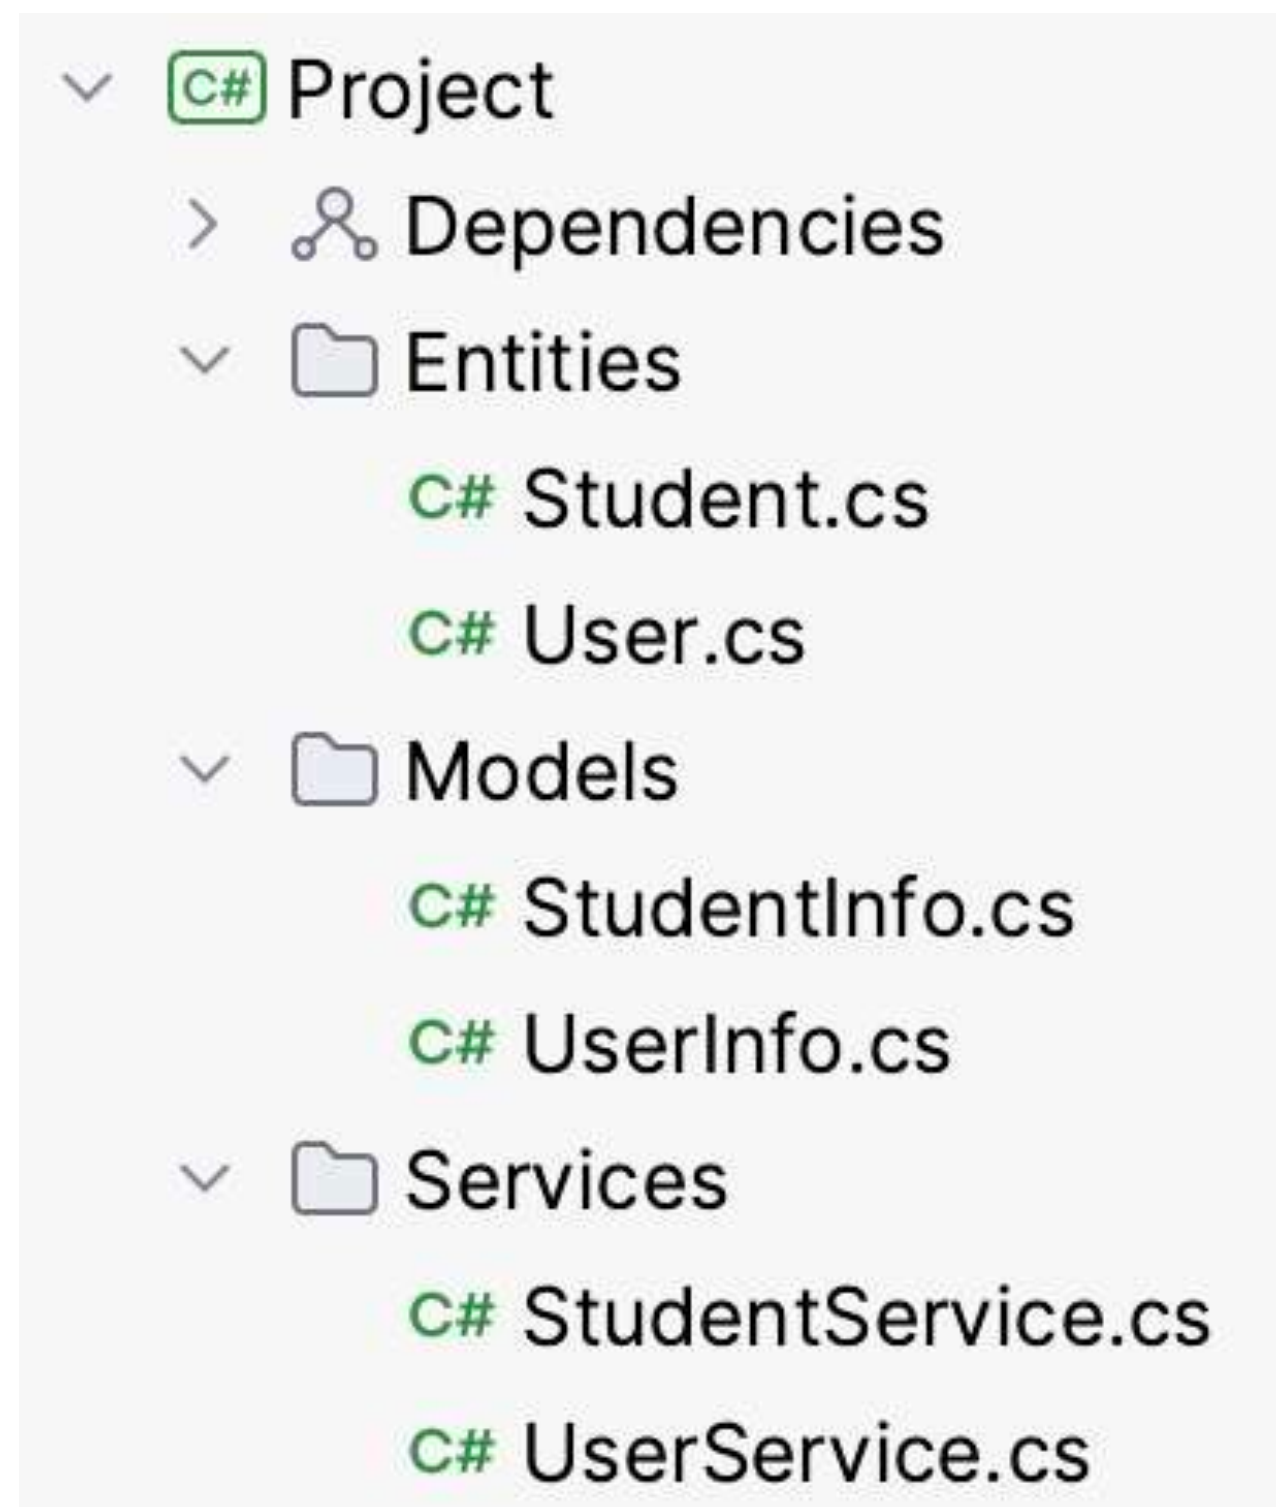 C# Project
Dependencies
Entities
C# Student.cs
C# User.cs
Models
C# StudentInfo.cs
C# UserInfo.cs
Services
C# StudentService.cs
C# UserService.cs